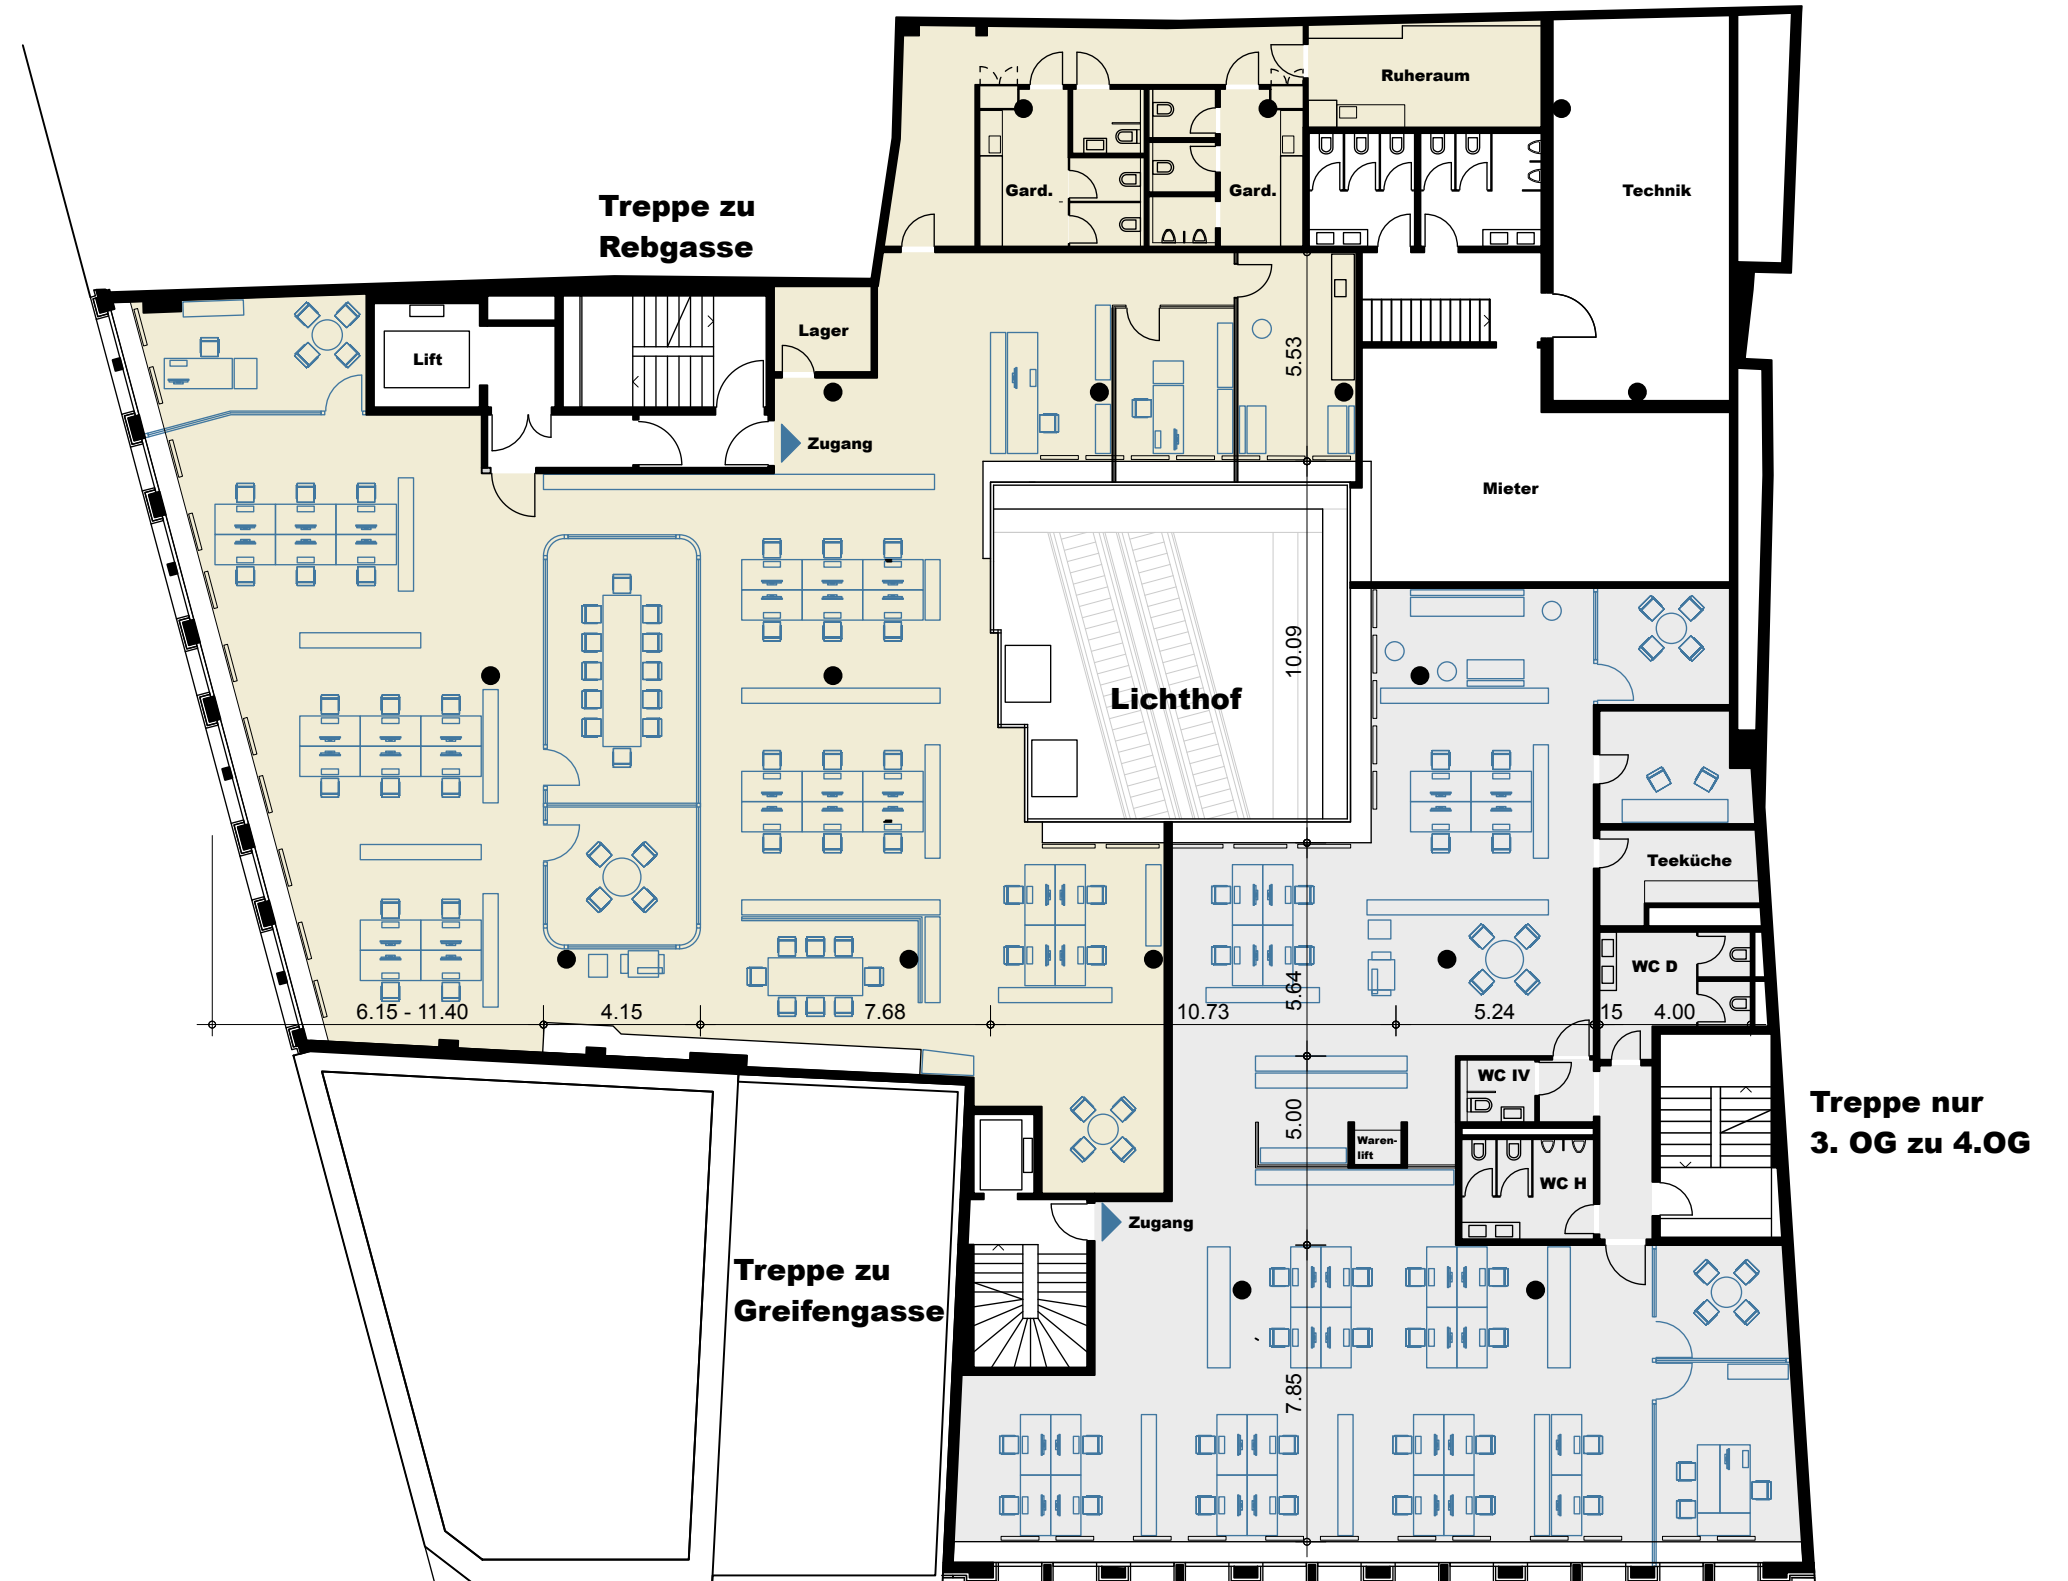 Ruheraum
Gard.
Gard.
Technik
Treppe zu
Rebgasse
Lager
Lift
5.53
Zugang
Mieter
10.09
Lichthof
Teeküche
WC D
5.64
6.15 - 11.40
4.15
7.68
10.73
5.24
15
4.00
WC IV
Treppe nur
3. OG zu 4.OG
5.00
Waren-
lift
WC H
Zugang
Treppe zu
Greifengasse
7.85